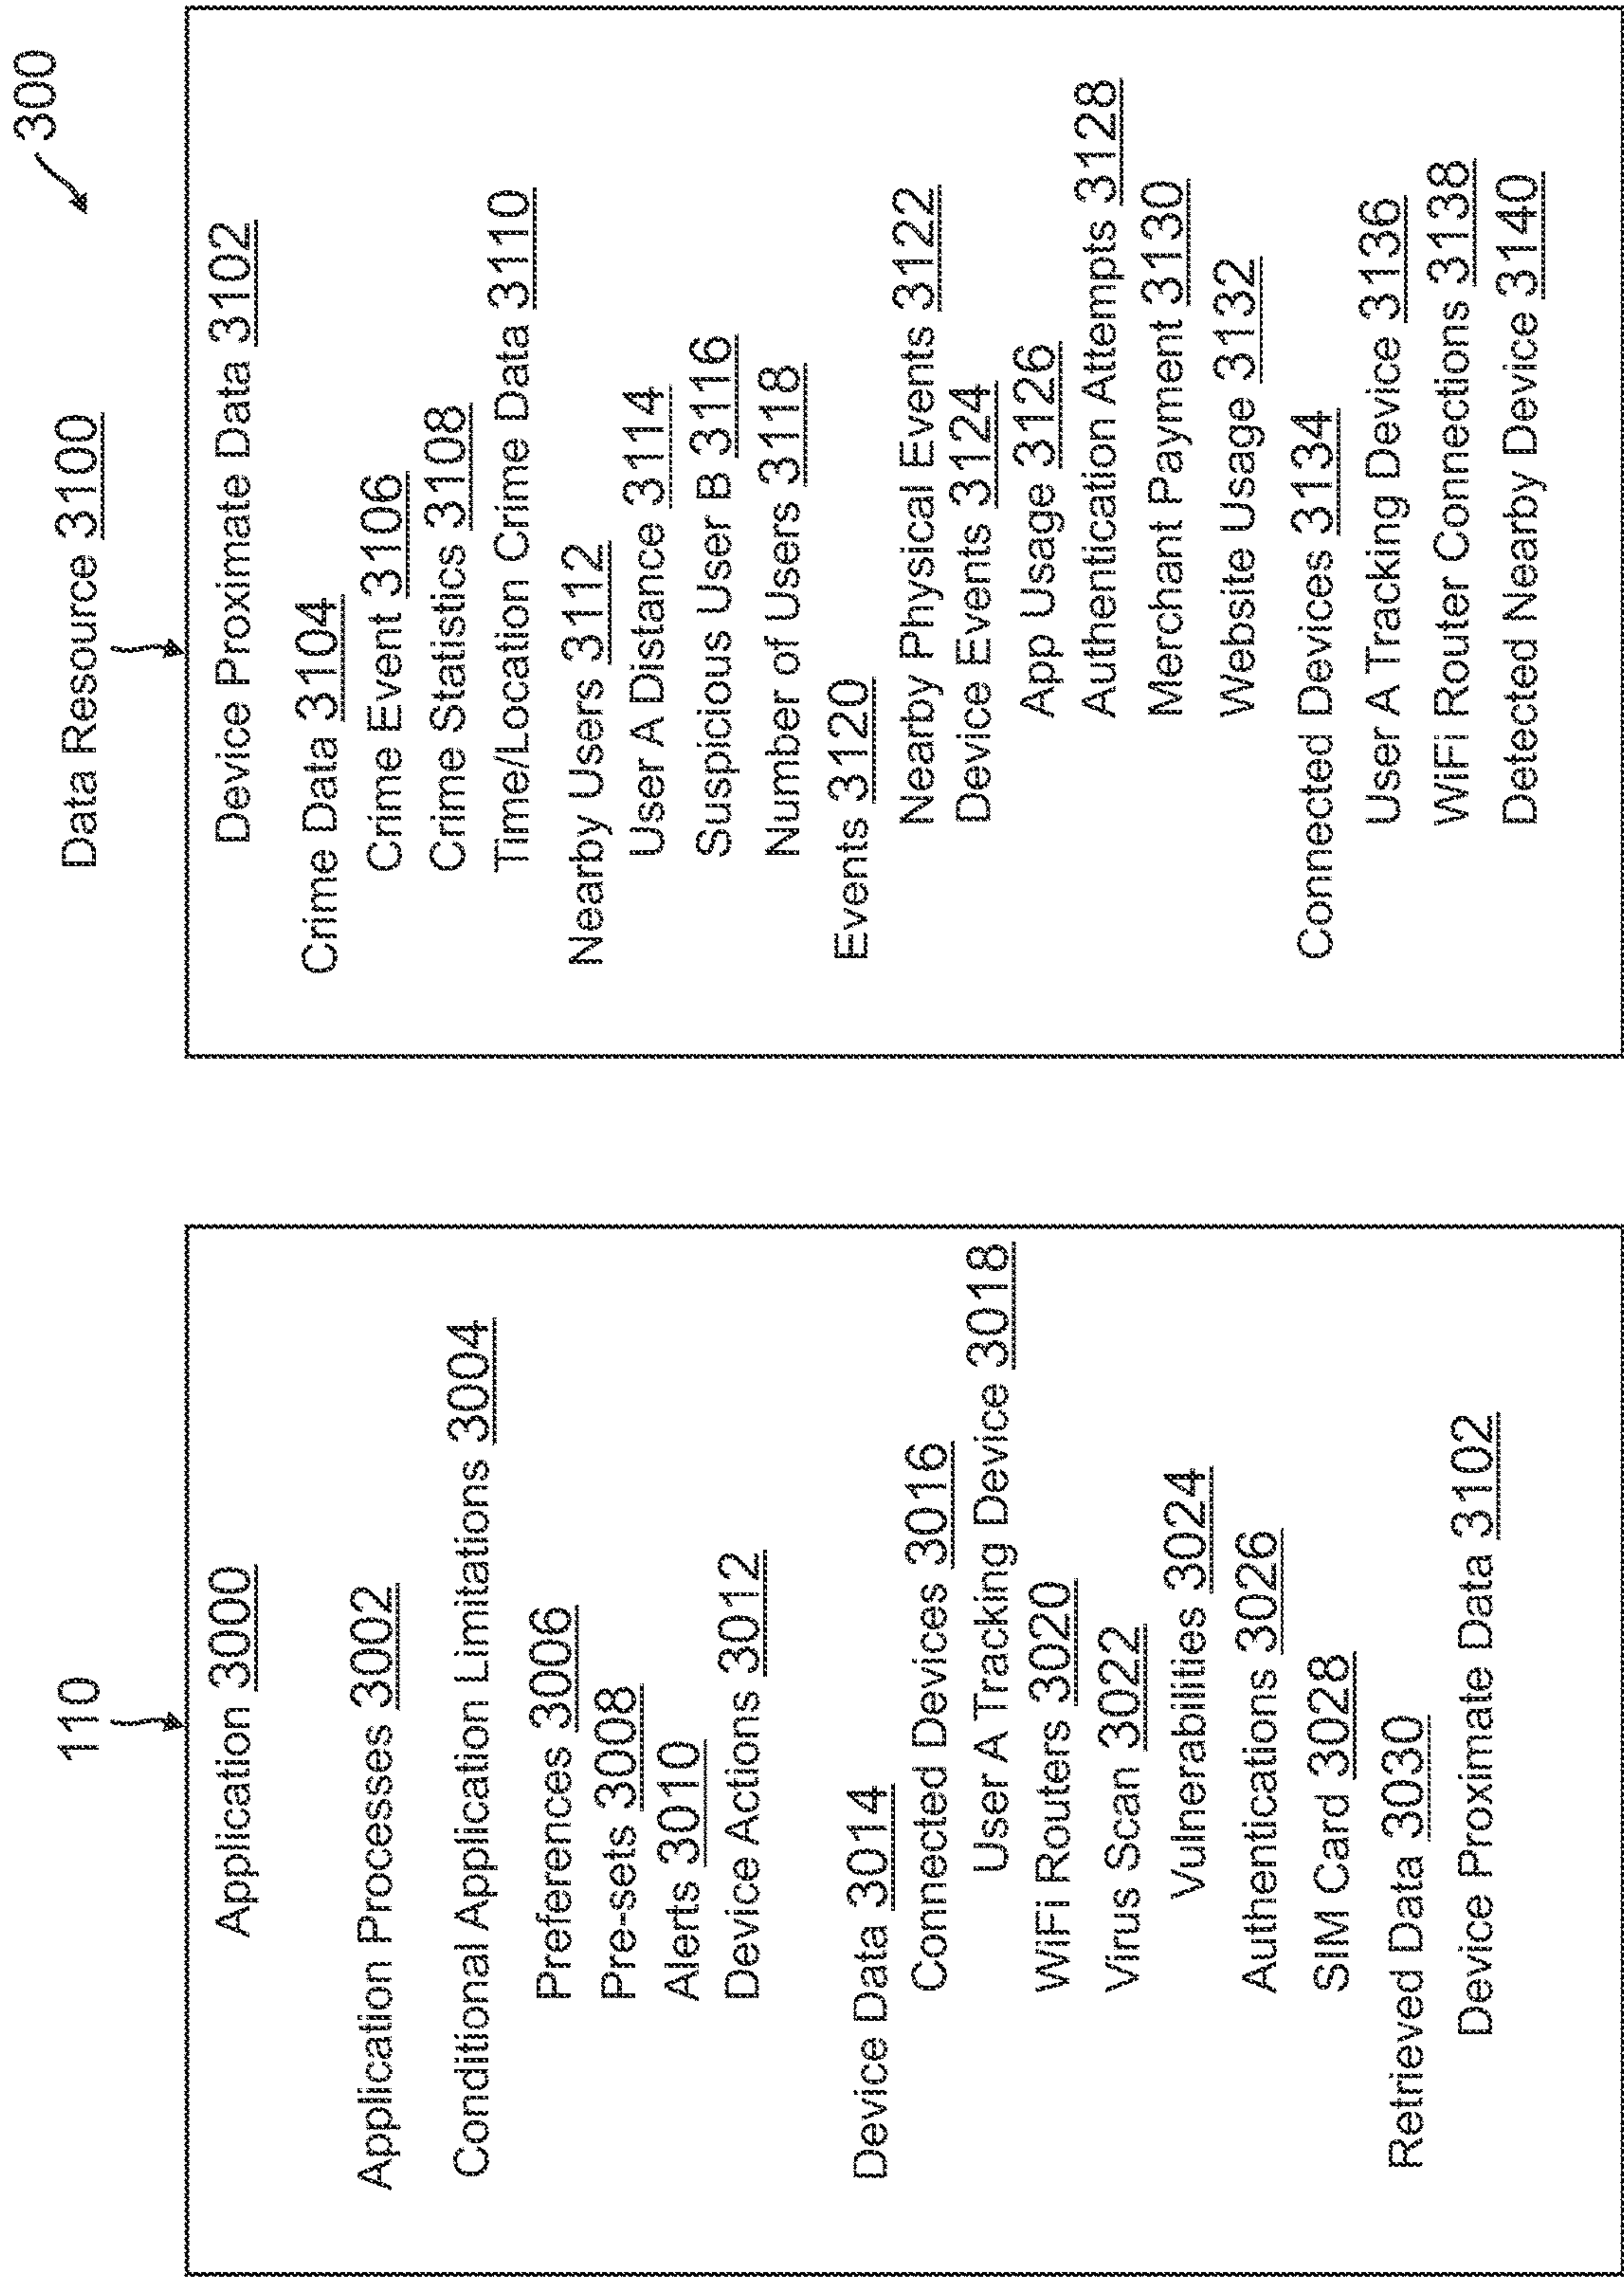 300
110
Application 3000
Application Processes 3002
Conditional Application Limitations 3004
Preferences 3006
Pre-sets 3008
Alerts 3010
Device Actions 3012
Device Data 3014
Connected Devices 3016
User A Tracking Device 3018
WiFi Routers 3020
Virus Scan 3022
Vulnerabilities 3024
Authentications 3026
SIM Card 3028
Retrieved Data 3030
Device Proximate Data 3102
Data Resource 3100
Device Proximate Data 3102
Crime Data 3104
Crime Event 3106
Crime Statistics 3108
Time/Location Crime Data 3110
Nearby Users 3112
User A Distance 3114
Suspicious User B 3116
Number of Users 3118
Events 3120
Nearby Physical Events 3122
Device Events 3124
App Usage 3126
Authentication Attempts 3128
Merchant Payment 3130
Website Usage 3132
Connected Devices 3134
User A Tracking Device 3136
WiFi Router Connections 3138
Detected Nearby Device 3140